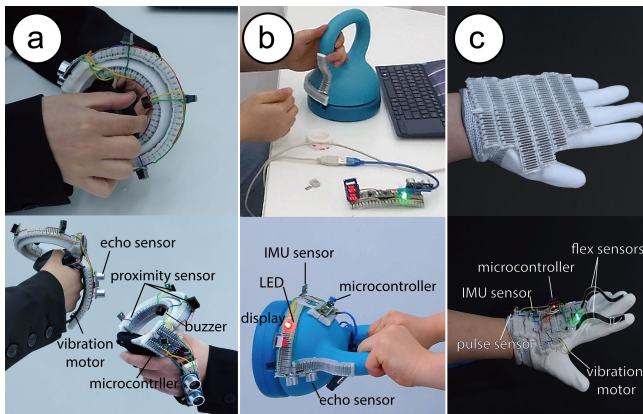 a
b
c
echo sensor
proximity sensor
buzzer
vibration
motor
microcontrller
IMU sensor
LED
microcontroller
display
echo sensor
flex sensors
microcontroller
IMU sensor
pulse sensor
vibration
motor